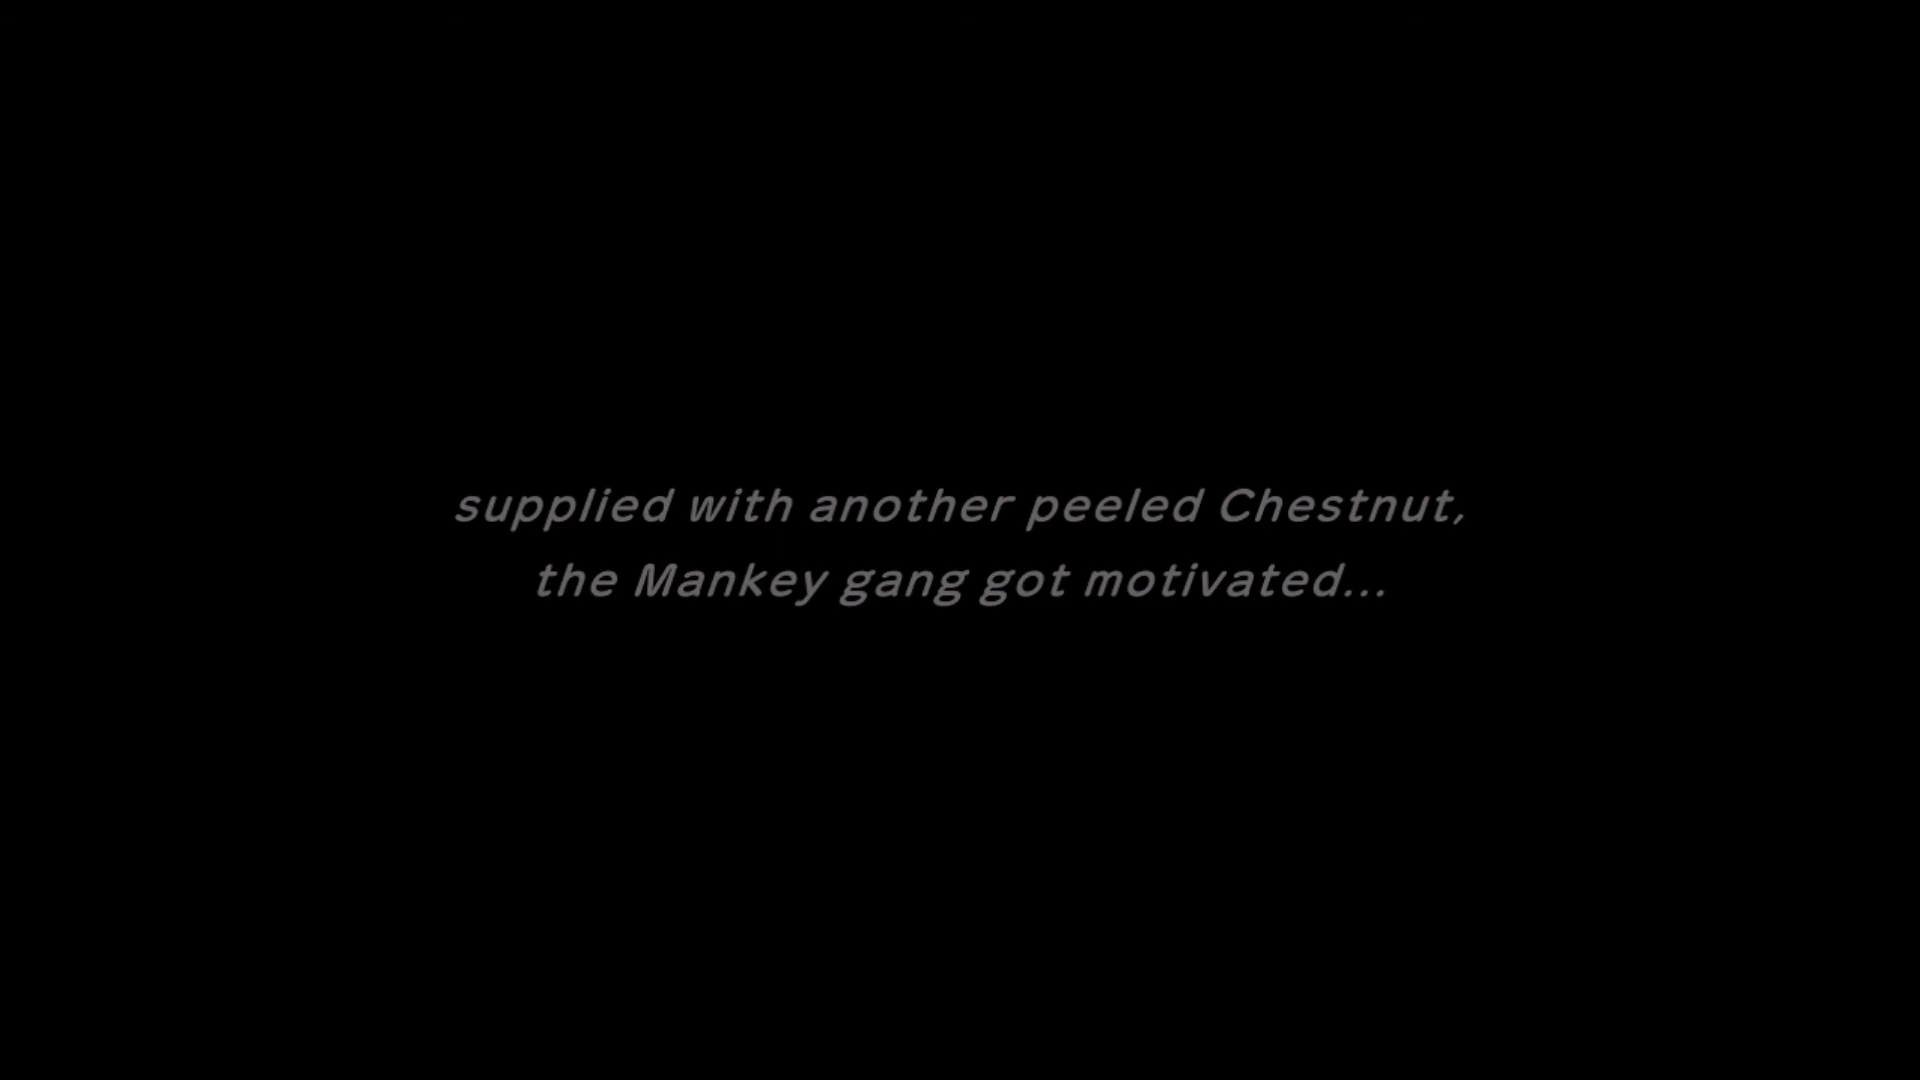 supplied with another peeled Chestnut,
the Mankey gang got motivated...